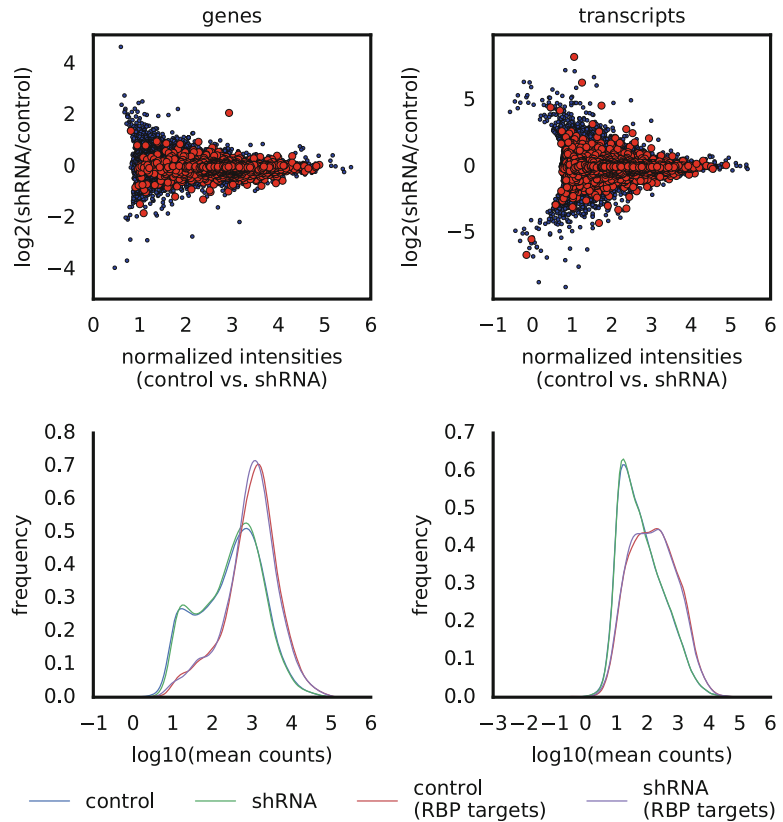 genes
transcripts
log2(shRNA/control)
4
2
0
−2
−4
0 1 2 3 4 5 6
normalized intensities
(control vs. shRNA)
log2(shRNA/control)
5
0
−5
−1 0 1 2 3 4 5 6
normalized intensities
(control vs. shRNA)
frequency
0.8
0.7
0.6
0.5
0.4
0.3
0.2
0.1
0.0
−1 0 1 2 3 4 5 6
log10(mean counts)
frequency
0.7
0.6
0.5
0.4
0.3
0.2
0.1
0.0
−3 −2 −1 0 1 2 3 4 5 6
log10(mean counts)
control
shRNA
control
(RBP targets)
shRNA
(RBP targets)